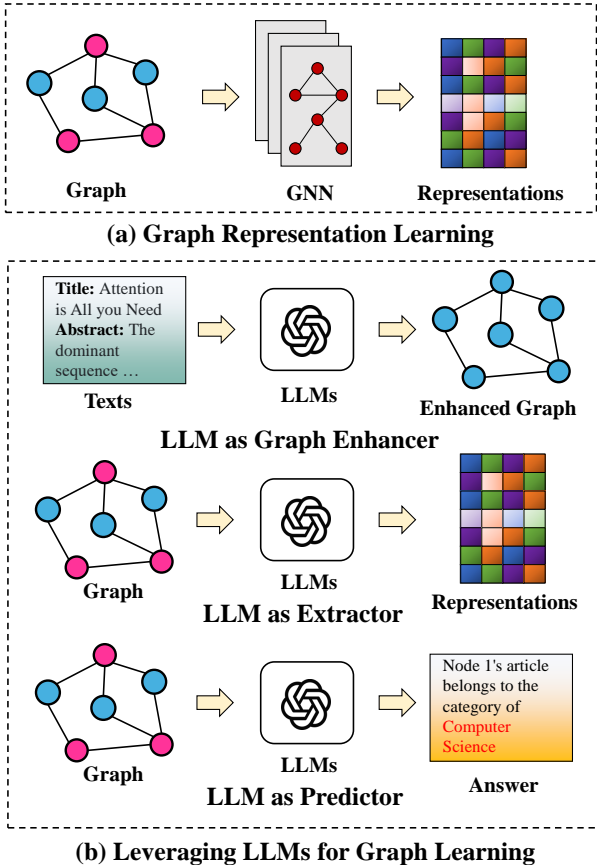 Graph
GNN
Representations
(a) Graph Representation Learning
Title: Attention
is All you Need
Abstract: The
dominant
sequence …
Texts
LLMs
Enhanced Graph
LLM as Graph Enhancer
Graph
LLMs
Representations
LLM as Extractor
Node 1's article
belongs to the
category of
Computer
Science
Graph
LLMs
Answer
LLM as Predictor
(b) Leveraging LLMs for Graph Learning